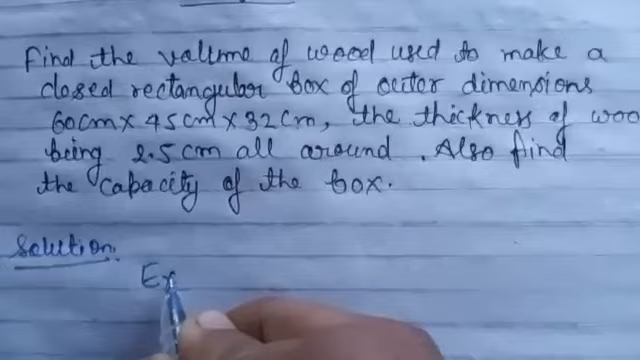 Find the volume of wood used to make a
closed rectangular box of outer dimensions
60cm x 45cm x 32cm, the thickness of woo
being 2.5cm all around. Also find
the capacity of the box.
Solution.
Ex